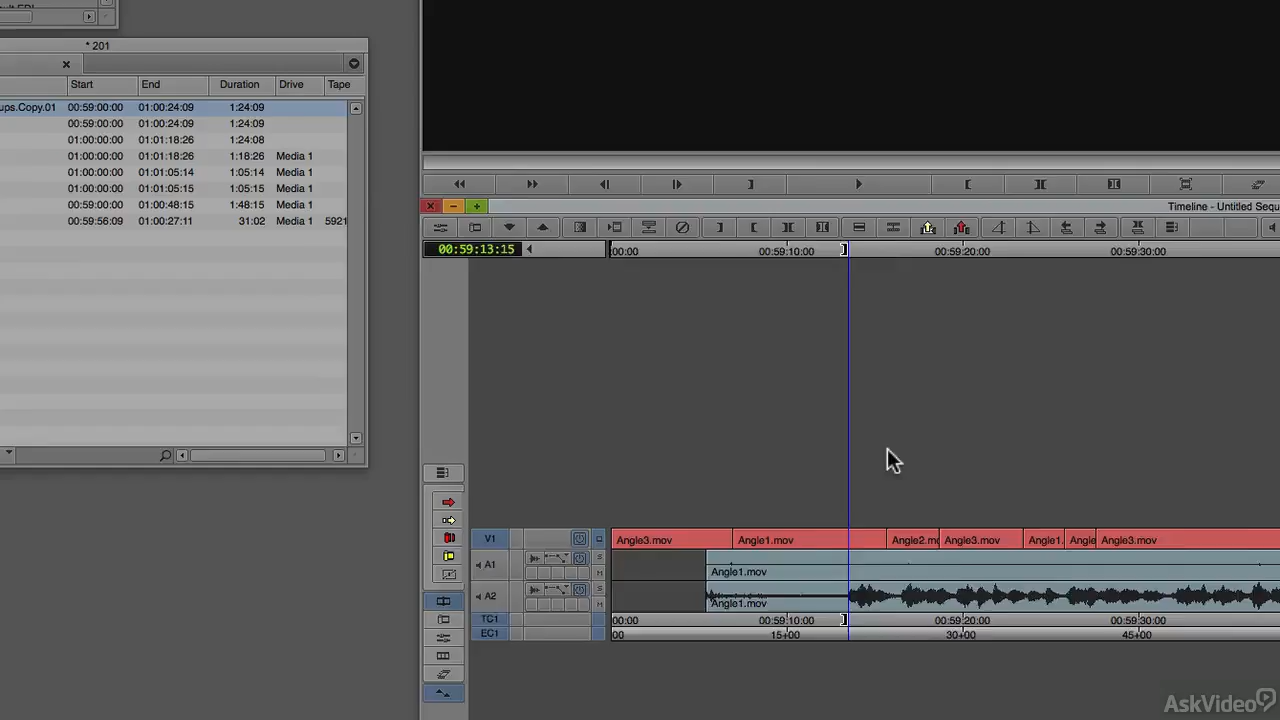 * 201
Start End Duration Drive Tape
ups.Copy.01 00:59:00:00 01:00:24:09 1:24:09
00:59:00:00 01:00:24:09 1:24:09
01:00:00:00 01:01:18:26 1:24:08
01:00:00:00 01:01:18:26 1:18:26 Media 1
01:00:00:00 01:01:05:14 1:05:14 Media 1
01:00:00:00 01:01:05:15 1:05:15 Media 1
00:59:00:00 01:00:48:15 1:48:15 Media 1
00:59:56:09 01:00:27:11 31:02 Media 1 5921
Timeline - Untitled Sequ
00:59:13:15
00:00 00:59:10:00 00:59:20:00 00:59:30:00
V1 Angle3.mov Angle1.mov Angle2.mo Angle3.mov Angle1. Angle Angle3.mov
A1 Angle1.mov
A2 Angle1.mov
TC1 00:00 00:59:10:00 00:59:20:00 00:59:30:00
EC1 00 15+00 30+00 45+00
S
M
S
M
AskVideo